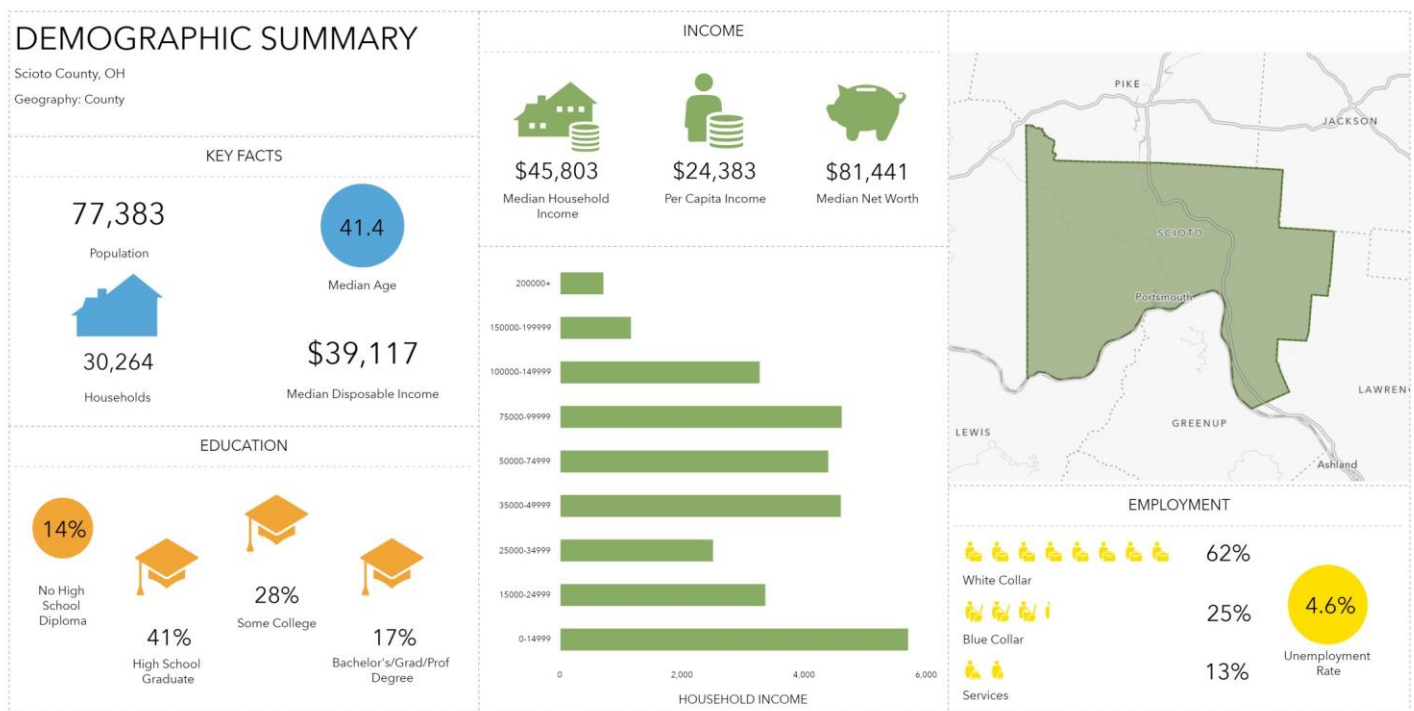 DEMOGRAPHIC SUMMARY
Scioto County, OH
Geography: County
KEY FACTS
77,383
Population
41.4
Median Age
30,264
Households
$39,117
Median Disposable Income
EDUCATION
14%
No High
School
Diploma
41%
High School
Graduate
28%
Some College
17%
Bachelor's/Grad/Prof
Degree
INCOME
$45,803
Median Household
Income
$24,383
Per Capita Income
$81,441
Median Net Worth
200000+
150000-199999
100000-149999
75000-99999
50000-74999
35000-49999
25000-34999
15000-24999
0-14999
0 2,000 4,000 6,000
HOUSEHOLD INCOME
PIKE
JACKSON
SCIOTO
Portsmouth
LAWREN
GREENUP
LEWIS
Ashland
EMPLOYMENT
62%
White Collar
25%
Blue Collar
13%
Services
4.6%
Unemployment
Rate